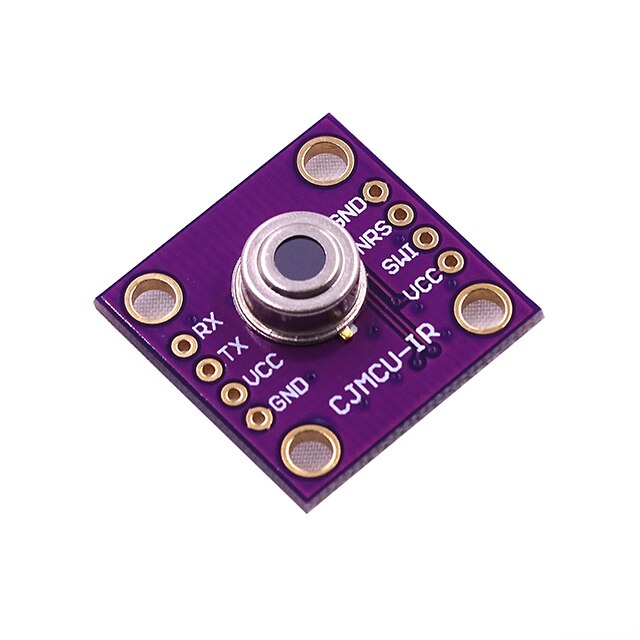 GND
NRS
SWI
VCC
RX
TX
VCC
GND
CJMCU-IR